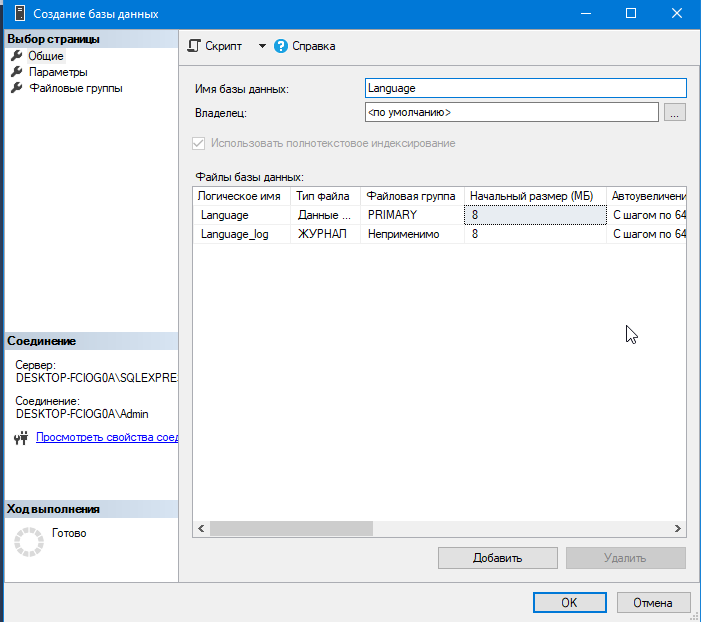 Создание базы данных
Выбор страницы
Общие
Параметры
Файловые группы
Скрипт
Справка
Имя базы данных:
Language
Владелец:
<по умолчанию>
...
Использовать полнотекстовое индексирование
Файлы базы данных:
Логическое имя Тип файла Файловая группа Начальный размер (МБ) Автоувеличени
Language Данные ... PRIMARY 8 С шагом по 64
Language_log ЖУРНАЛ Неприменимо 8 С шагом по 64
Соединение
Сервер:
DESKTOP-FCIOG0A\SQLEXPRES
Соединение:
DESKTOP-FCIOG0A\Admin
Просмотреть свойства соед
Ход выполнения
Готово
Добавить
Удалить
OK
Отмена